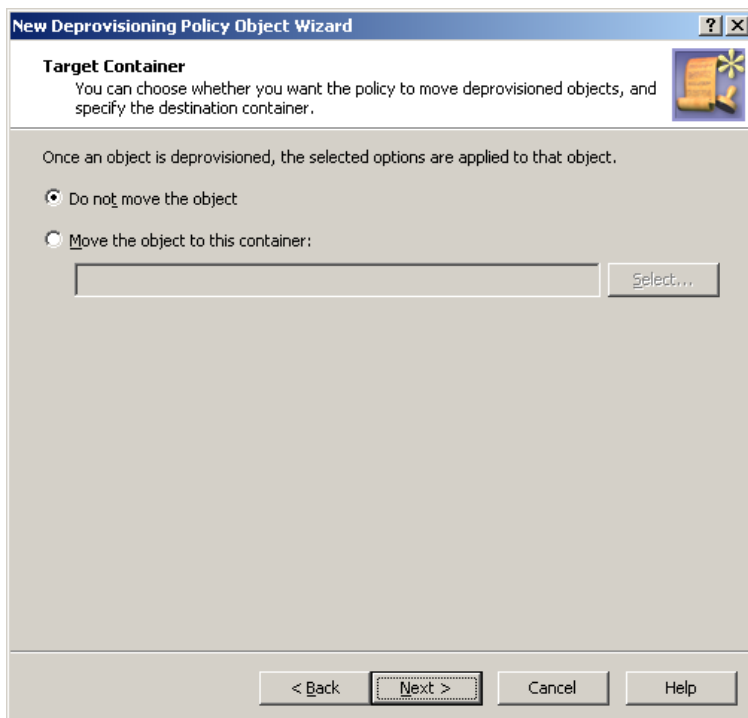 New Deprovisioning Policy Object Wizard
Target Container
You can choose whether you want the policy to move deprovisioned objects, and
specify the destination container.
Once an object is deprovisioned, the selected options are applied to that object.
Do not move the object
Move the object to this container:
Select...
< Back Next > Cancel Help